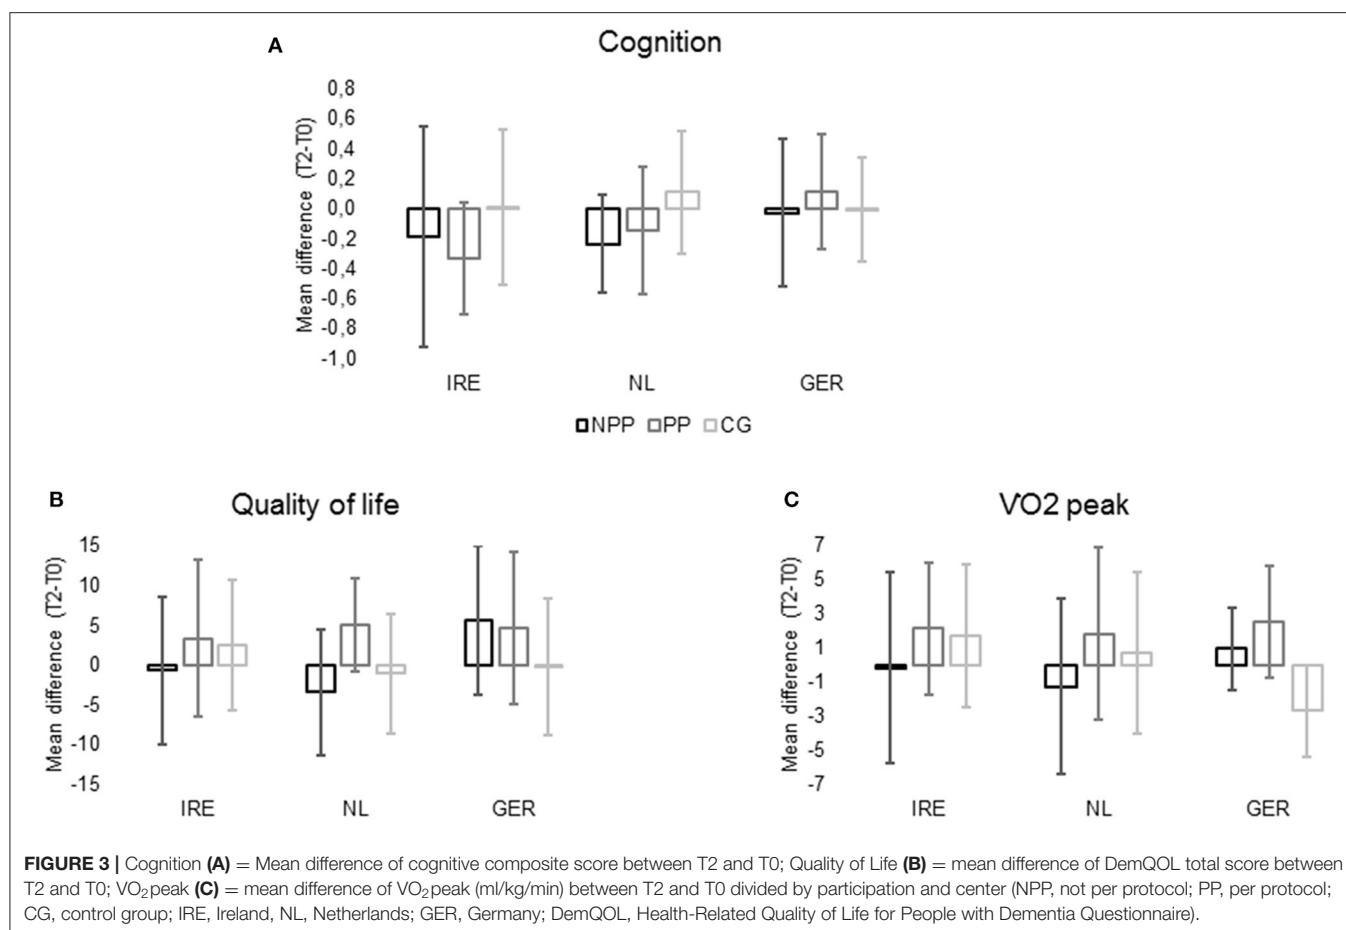 A
Cognition
Mean difference (T2-T0)
0,8
0,6
0,4
0,2
0,0
-0,2
-0,4
-0,6
-0,8
-1,0
IRE NL GER
NPP PP CG
B
Quality of life
Mean difference (T2-T0)
15
10
5
0
-5
-10
-15
IRE NL GER
C
V̇O2 peak
Mean difference (T2-T0)
7
5
3
1
-1
-3
-5
-7
IRE NL GER
FIGURE 3 | Cognition (A) = Mean difference of cognitive composite score between T2 and T0; Quality of Life (B) = mean difference of DemQOL total score between
T2 and T0; VO₂peak (C) = mean difference of VO₂peak (ml/kg/min) between T2 and T0 divided by participation and center (NPP, not per protocol; PP, per protocol;
CG, control group; IRE, Ireland, NL, Netherlands; GER, Germany; DemQOL, Health-Related Quality of Life for People with Dementia Questionnaire).